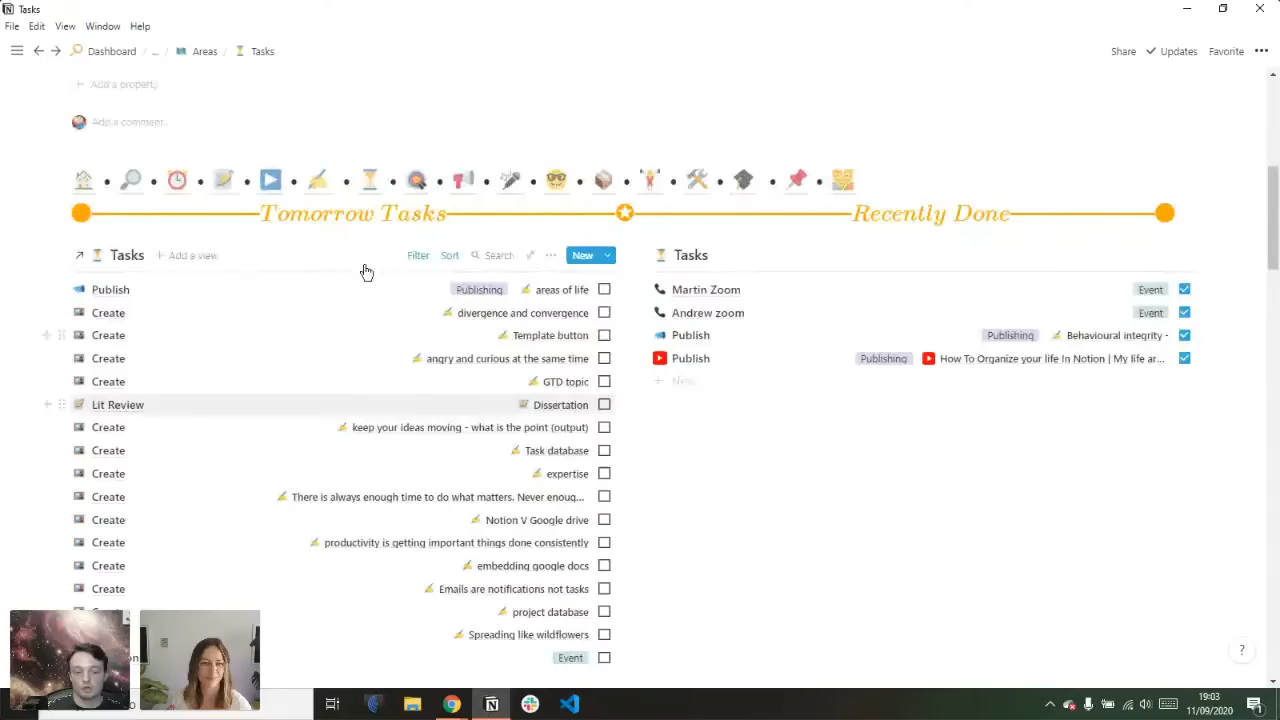 Tasks
File Edit View Window Help
Dashboard / ... / Areas / Tasks Share Updates Favorite
Add a property
Add a comment...
Tomorrow Tasks Recently Done
Tasks Add a view Filter Sort Search New
Tasks
Publish Publishing areas of life
Martin Zoom Event
Create divergence and convergence
Andrew zoom Event
Create Template button
Publish Publishing Behavioural integrity -
Create angry and curious at the same time
Publish Publishing How To Organize your life In Notion | My life ar...
Create GTD topic
New
Lit Review Dissertation
Create keep your ideas moving - what is the point (output)
Create Task database
Create expertise
Create There is always enough time to do what matters. Never enoug...
Create Notion V Google drive
Create productivity is getting important things done consistently
Create embedding google docs
Create Emails are notifications not tasks
project database
Spreading like wildflowers
Event
?
19:03
11/09/2020